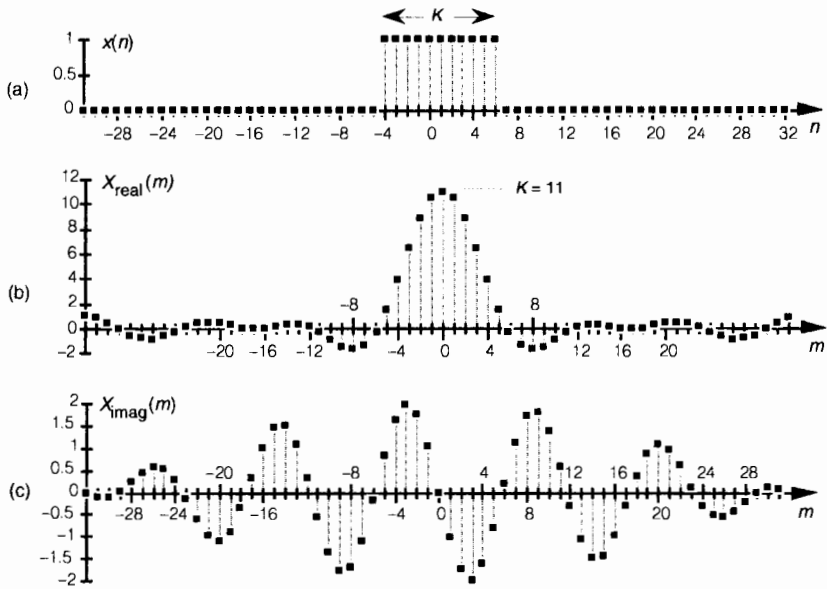 K
x(n)
(a)
1
0.5
0
−28 −24 −20 −16 −12 −8 −4 0 4 8 12 16 20 24 28 32
n
X real (m)
K = 11
(b)
12
10
8
6
4
2
0
−2
−8 8
−20 −16 −12 −4 0 4 12 16 20
m
X imag (m)
(c)
2
1.5
1
0.5
0
−0.5
−1
−1.5
−2
−20 −8 4 12 16 24 28
−28 −24 −16 −4 0 8 20
m